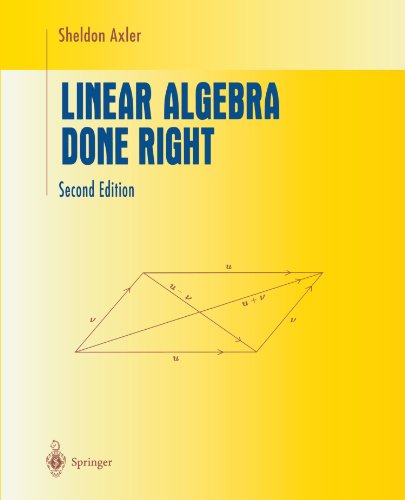 Sheldon Axler
LINEAR ALGEBRA
DONE RIGHT
Second Edition
u
u - v
u + v
v
v
u
Springer